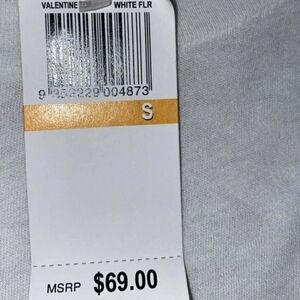 VALENTINE WHITE FLR
S
MSRP $69.00